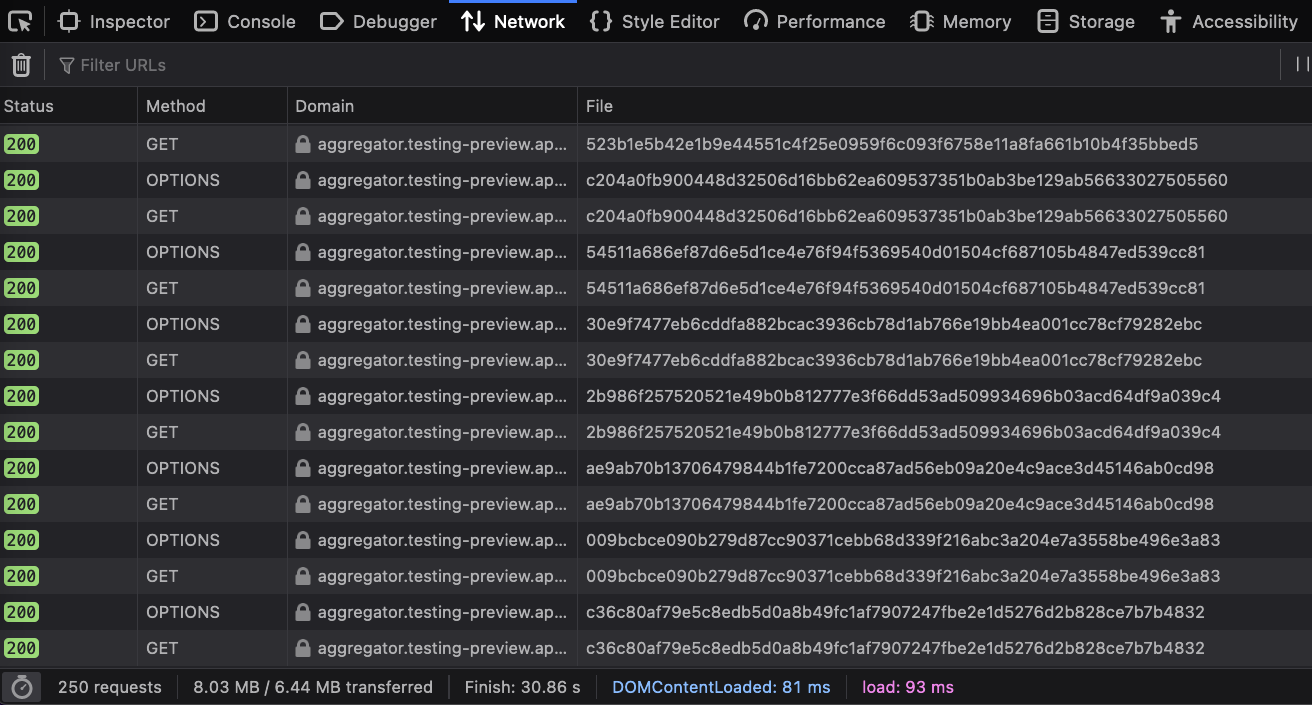 Inspector Console Debugger Network Style Editor Performance Memory Storage Accessibility
Filter URLs
Status Method Domain File
200 GET aggregator.testing-preview.ap... 523b1e5b42e1b9e44551c4f25e0959f6c093f6758e11a8fa661b10b4f35bbed5
200 OPTIONS aggregator.testing-preview.ap... c204a0fb900448d32506d16bb62ea609537351b0ab3be129ab56633027505560
200 GET aggregator.testing-preview.ap... c204a0fb900448d32506d16bb62ea609537351b0ab3be129ab56633027505560
200 OPTIONS aggregator.testing-preview.ap... 54511a686ef87d6e5d1ce4e76f94f5369540d01504cf687105b4847ed539cc81
200 GET aggregator.testing-preview.ap... 54511a686ef87d6e5d1ce4e76f94f5369540d01504cf687105b4847ed539cc81
200 OPTIONS aggregator.testing-preview.ap... 30e9f7477eb6cddfa882bcac3936cb78d1ab766e19bb4ea001cc78cf79282ebc
200 GET aggregator.testing-preview.ap... 30e9f7477eb6cddfa882bcac3936cb78d1ab766e19bb4ea001cc78cf79282ebc
200 OPTIONS aggregator.testing-preview.ap... 2b986f257520521e49b0b812777e3f66dd53ad509934696b03acd64df9a039c4
200 GET aggregator.testing-preview.ap... 2b986f257520521e49b0b812777e3f66dd53ad509934696b03acd64df9a039c4
200 OPTIONS aggregator.testing-preview.ap... ae9ab70b13706479844b1fe7200cca87ad56eb09a20e4c9ace3d45146ab0cd98
200 GET aggregator.testing-preview.ap... ae9ab70b13706479844b1fe7200cca87ad56eb09a20e4c9ace3d45146ab0cd98
200 OPTIONS aggregator.testing-preview.ap... 009bcbce090b279d87cc90371cebb68d339f216abc3a204e7a3558be496e3a83
200 GET aggregator.testing-preview.ap... 009bcbce090b279d87cc90371cebb68d339f216abc3a204e7a3558be496e3a83
200 OPTIONS aggregator.testing-preview.ap... c36c80af79e5c8edb5d0a8b49fc1af7907247fbe2e1d5276d2b828ce7b7b4832
200 GET aggregator.testing-preview.ap... c36c80af79e5c8edb5d0a8b49fc1af7907247fbe2e1d5276d2b828ce7b7b4832
250 requests 8.03 MB / 6.44 MB transferred Finish: 30.86 s DOMContentLoaded: 81 ms load: 93 ms